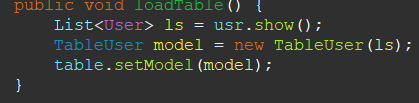 public void loadTable() {
List<User> ls = usr.show();
TableUser model = new TableUser(ls);
table.setModel(model);
}